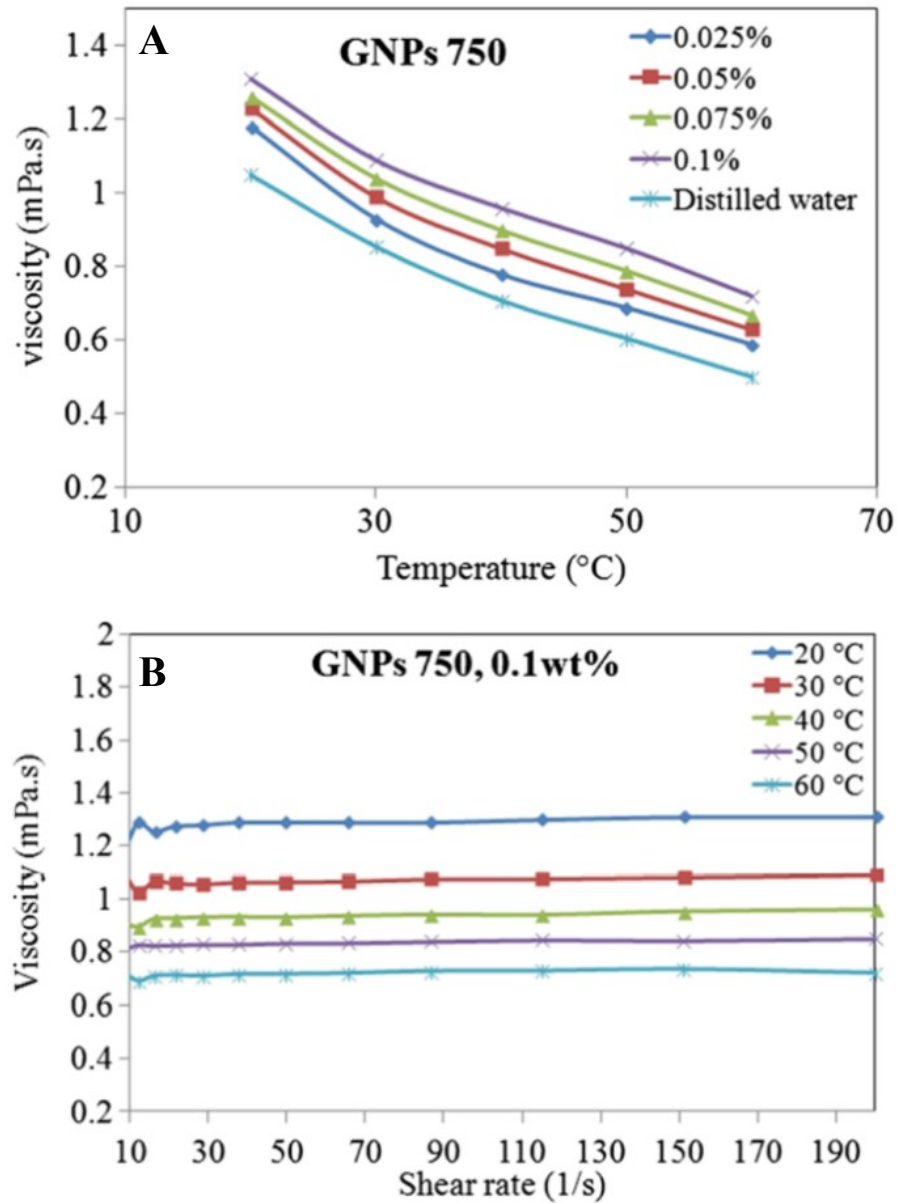 A
GNPs 750
0.025%
0.05%
0.075%
0.1%
Distilled water
1.4
1.2
1
0.8
0.6
0.4
0.2
viscosity (mPa.s)
10 30 50 70
Temperature (°C)
B
GNPs 750, 0.1wt%
20 °C
30 °C
40 °C
50 °C
60 °C
2
1.8
1.6
1.4
1.2
1
0.8
0.6
0.4
0.2
Viscosity (mPa.s)
10 30 50 70 90 110 130 150 170 190
Shear rate (1/s)